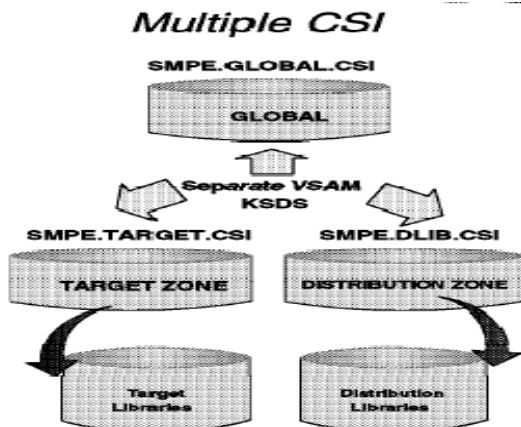 Multiple CSI
SMPE.GLOBAL.CSI
GLOBAL
Separate VSAM
KSDS
SMPE.TARGET.CSI
SMPE.DLIB.CSI
TARGET ZONE
DISTRIBUTION ZONE
Target
Libraries
Distribution
Libraries